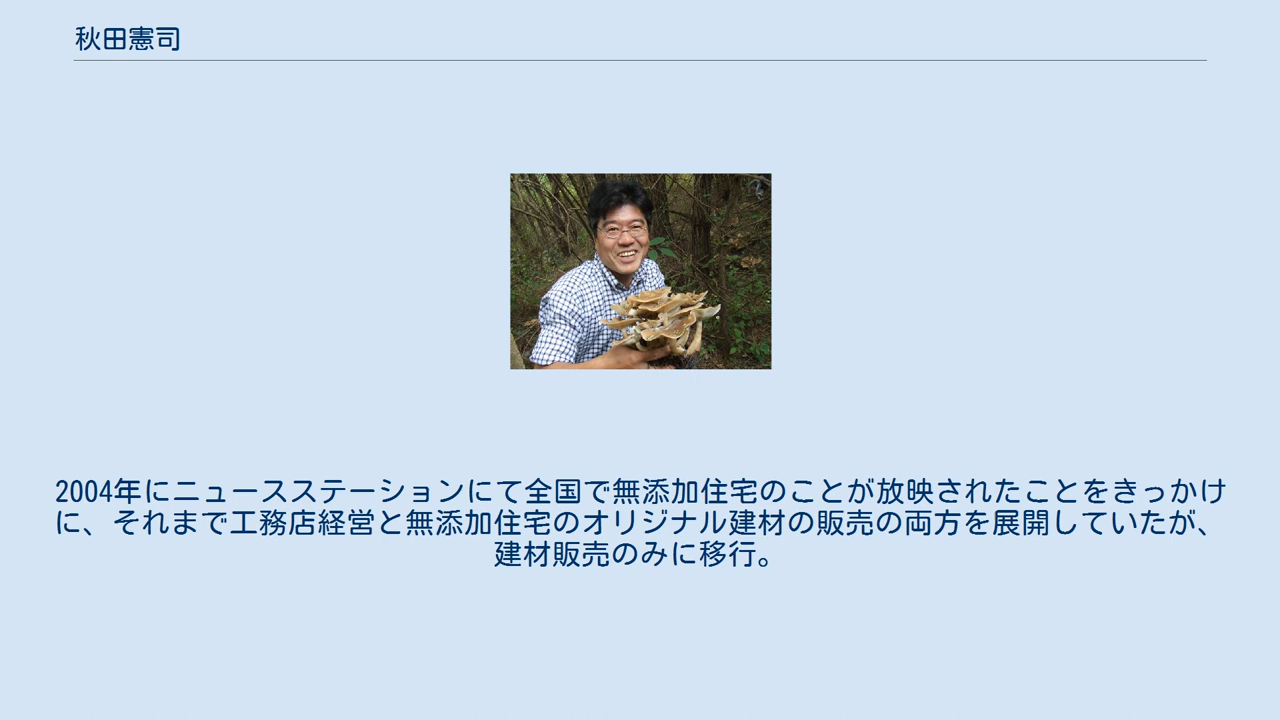 秋田憲司
2004年にニュースステーションにて全国で無添加住宅のことが放映されたことをきっかけ
に、それまで工務店経営と無添加住宅のオリジナル建材の販売の両方を展開していたが、
建材販売のみに移行。